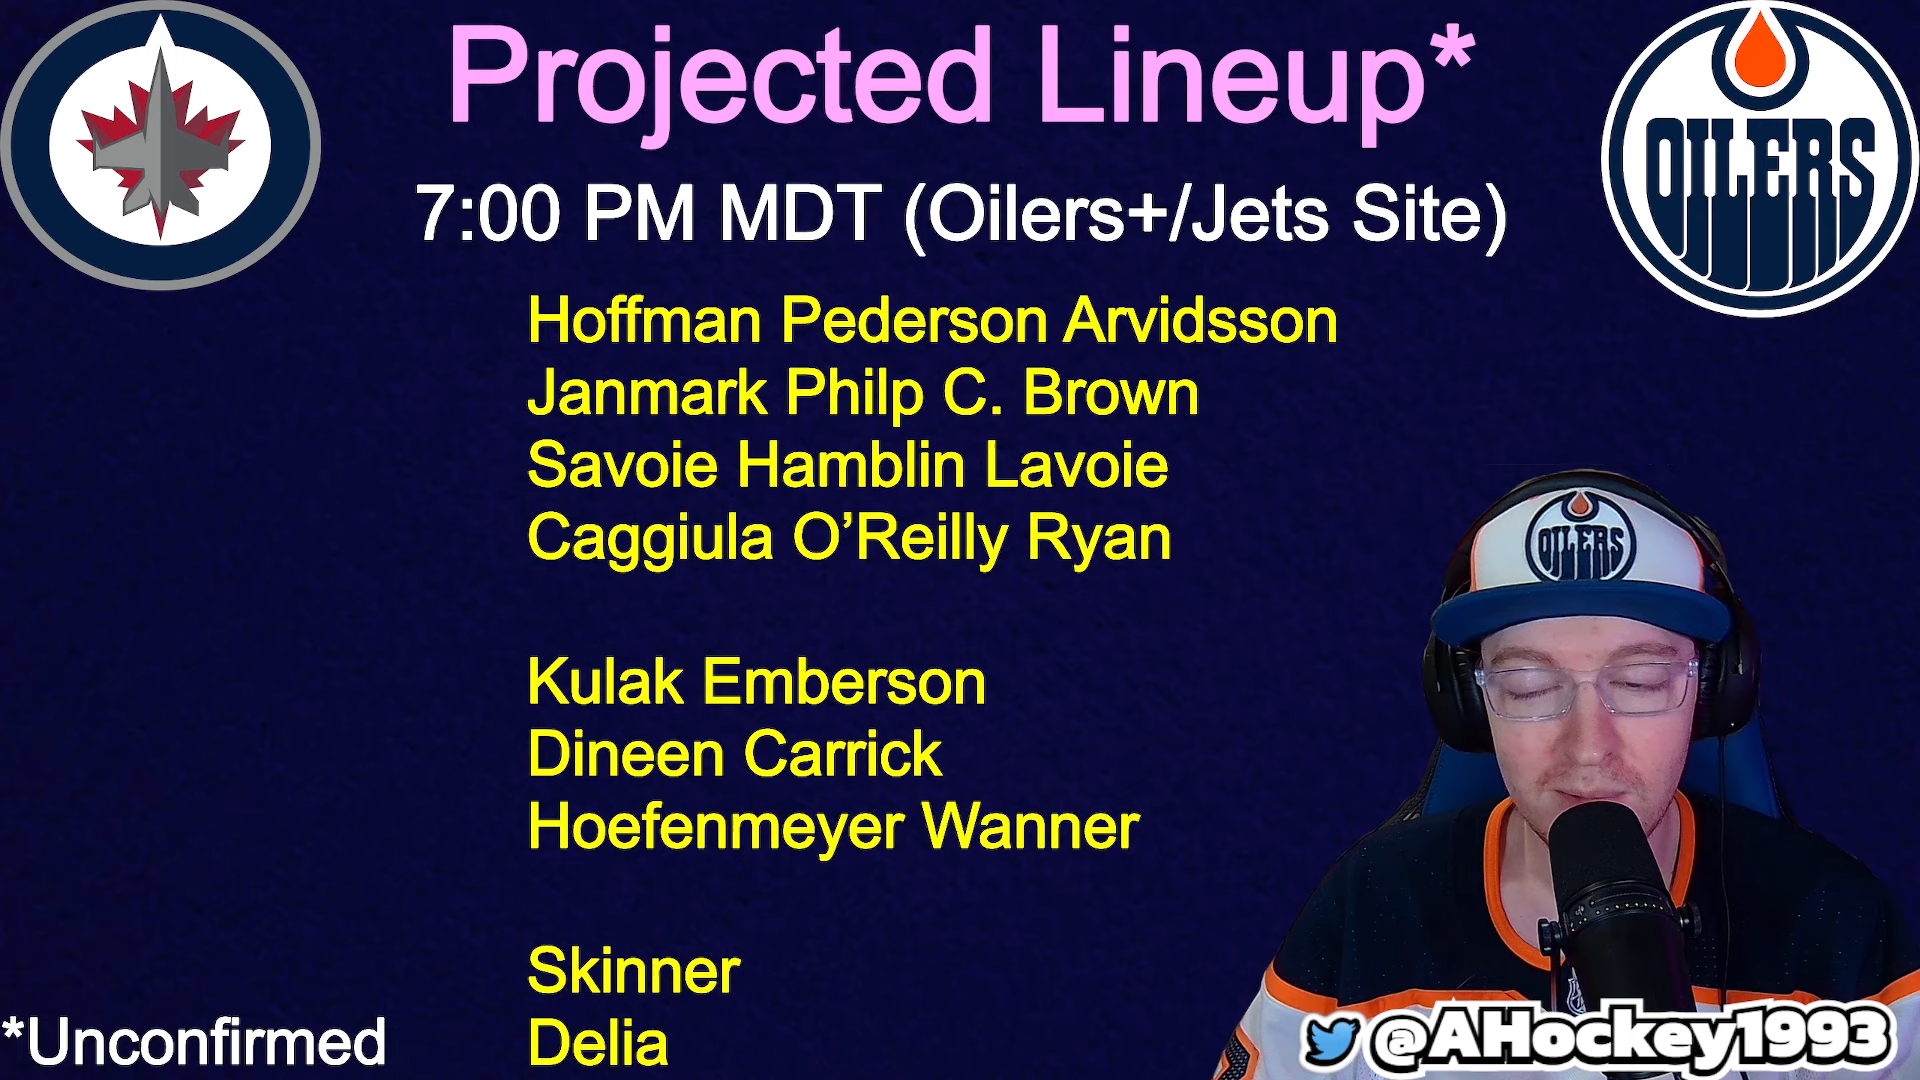 Projected Lineup*
OILERS
7:00 PM MDT (Oilers+/Jets Site)
Hoffman Pederson Arvidsson
Janmark Philp C. Brown
Savoie Hamblin Lavoie
Caggiula O’Reilly Ryan
OILERS
Kulak Emberson
Dineen Carrick
Hoefenmeyer Wanner
Skinner
*Unconfirmed
Delia
@AHockey1993